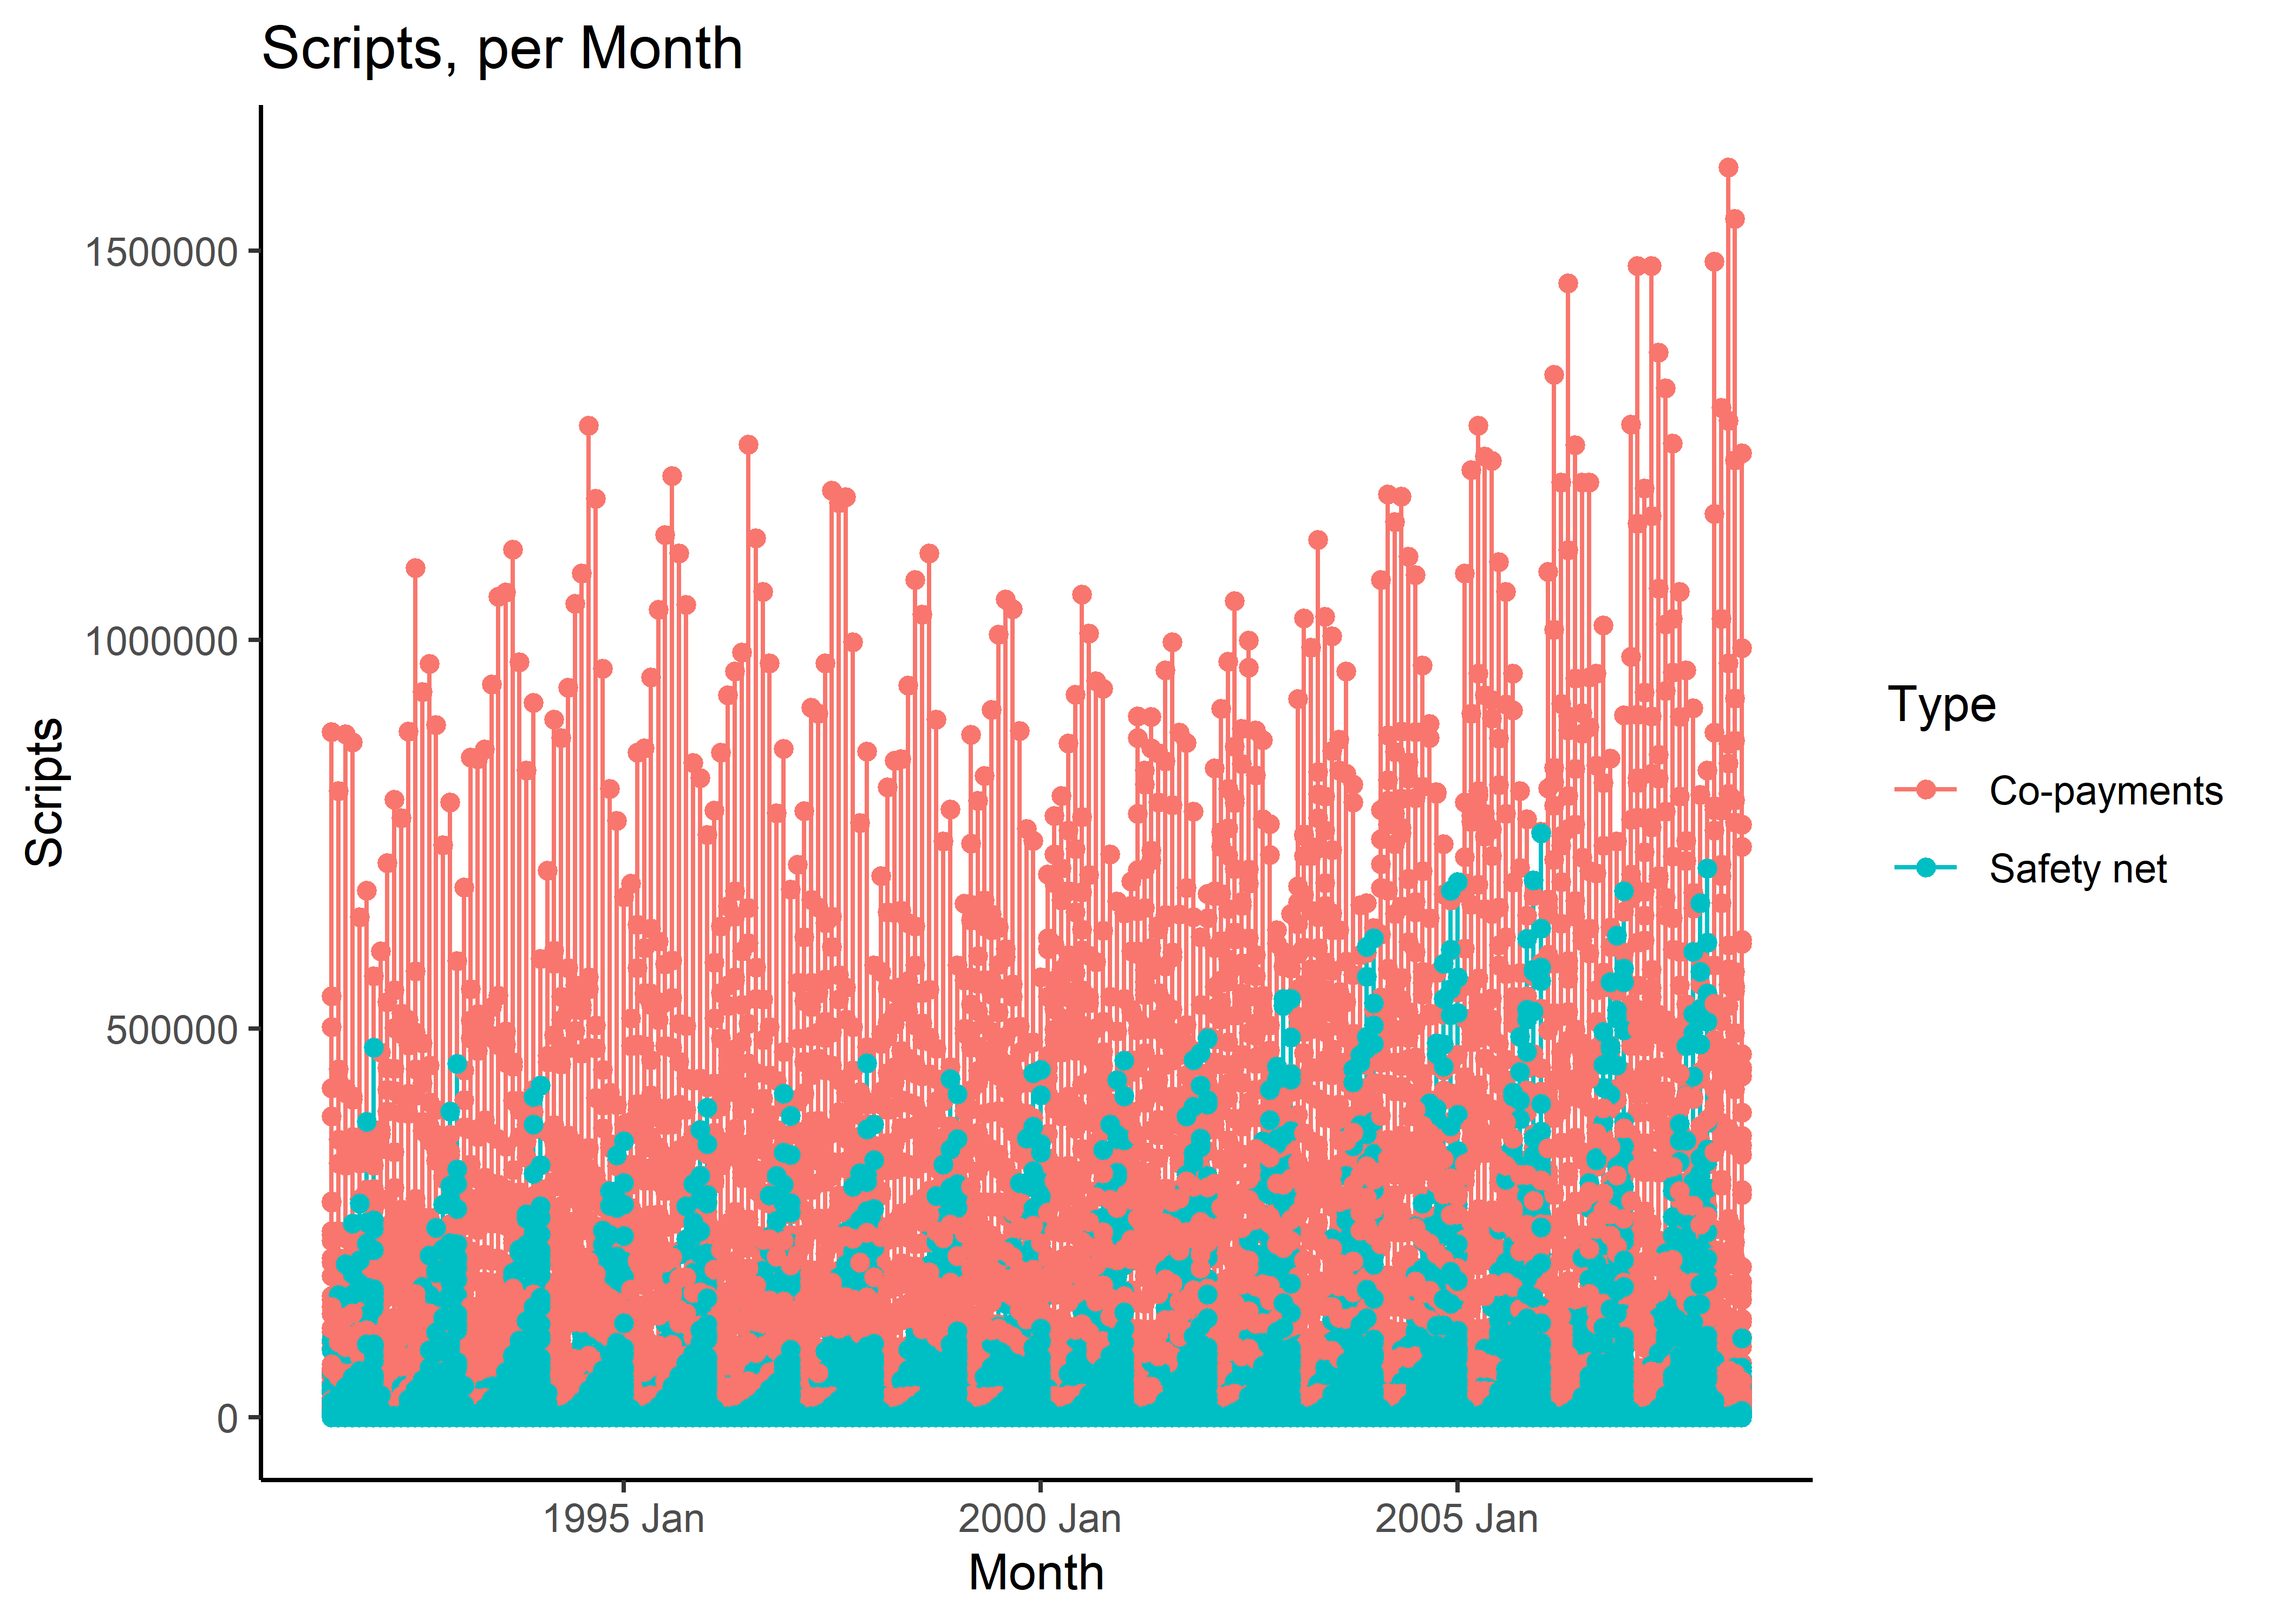 Scripts, per Month
Scripts
1500000
1000000
500000
0
1995 Jan
2000 Jan
2005 Jan
Month
Type
Co-payments
Safety net